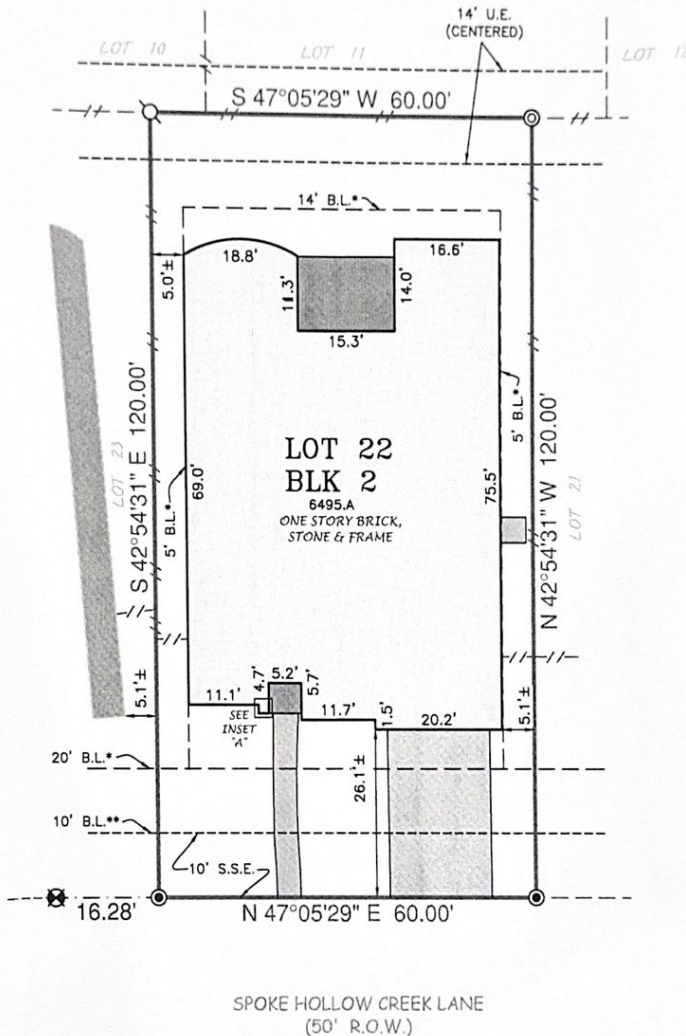 14' U.E.
(CENTERED)
LOT 10
LOT 11
LOT 12
S 47°05'29" W 60.00'
14' B.L.*
18.8'
16.6'
5.0'±
11.3'
14.0'
15.3'
5' B.L.*
LOT 23
S 42°54'31" E 120.00'
5' B.L.*
69.0'
LOT 22
BLK 2
6495.A
ONE STORY BRICK,
STONE & FRAME
75.5'
N 42°54'31" W 120.00'
LOT 21
5.2'
4.7'
5.7'
11.1'
11.7'
1.5'
20.2'
5.1'±
5.1'±
SEE
INSET
"A"
20' B.L.*
26.1'±
10' B.L.**
10' S.S.E.
16.28'
N 47°05'29" E 60.00'
SPOKE HOLLOW CREEK LANE
(50' R.O.W.)